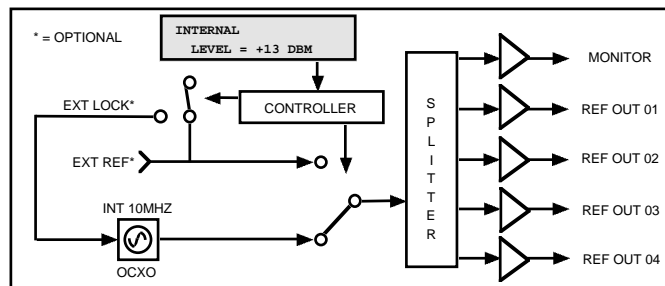 * = OPTIONAL
INTERNAL
LEVEL = +13 DBM
MONITOR
EXT LOCK*
CONTROLLER
REF OUT 01
EXT REF*
REF OUT 02
SPLITTER
INT 10MHZ
REF OUT 03
OCXO
REF OUT 04